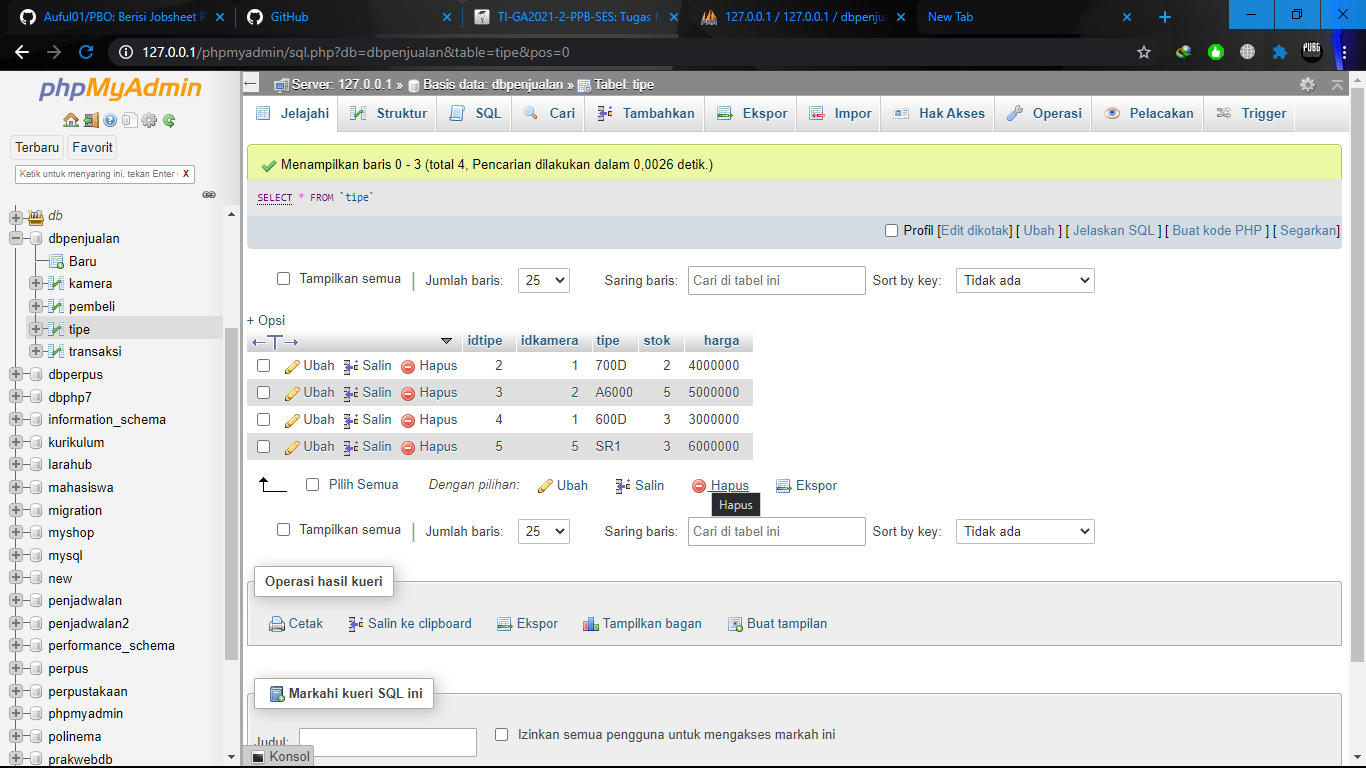 Auful01/PBO: Berisi Jobsheet P
GitHub
TI-GA2021-2-PPB-SES: Tugas
127.0.0.1 / 127.0.0.1 / dbpenju
New Tab
127.0.0.1/phpmyadmin/sql.php?db=dbpenjualan&table=tipe&pos=0
phpMyAdmin
Terbaru Favorit
Ketik untuk menyaring ini, tekan Enter X
db
dbpenjualan
Baru
kamera
pembeli
tipe
transaksi
dbperpus
dbphp7
information_schema
kurikulum
larahub
mahasiswa
migration
myshop
mysql
new
penjadwalan
penjadwalan2
performance_schema
perpus
perpustakaan
phpmyadmin
polinema
prakwebdb
Server: 127.0.0.1 » Basis data: dbpenjualan » Tabel: tipe
Jelajahi Struktur SQL Cari Tambahkan Ekspor Impor Hak Akses Operasi Pelacakan Trigger
Menampilkan baris 0 - 3 (total 4, Pencarian dilakukan dalam 0,0026 detik.)
SELECT * FROM `tipe`
Profil [Edit dikotak] [ Ubah ] [ Jelaskan SQL ] [ Buat kode PHP ] [ Segarkan]
Tampilkan semua | Jumlah baris: 25 Saring baris: Cari di tabel ini Sort by key: Tidak ada
+ Opsi
←T→ idtipe idkamera tipe stok harga
Ubah Salin Hapus 2 1 700D 2 4000000
Ubah Salin Hapus 3 2 A6000 5 5000000
Ubah Salin Hapus 4 1 600D 3 3000000
Ubah Salin Hapus 5 5 SR1 3 6000000
Pilih Semua Dengan pilihan: Ubah Salin Hapus Ekspor
Hapus
Tampilkan semua | Jumlah baris: 25 Saring baris: Cari di tabel ini Sort by key: Tidak ada
Operasi hasil kueri
Cetak Salin ke clipboard Ekspor Tampilkan bagan Buat tampilan
Markahi kueri SQL ini
Judul: Izinkan semua pengguna untuk mengakses markah ini
Konsol